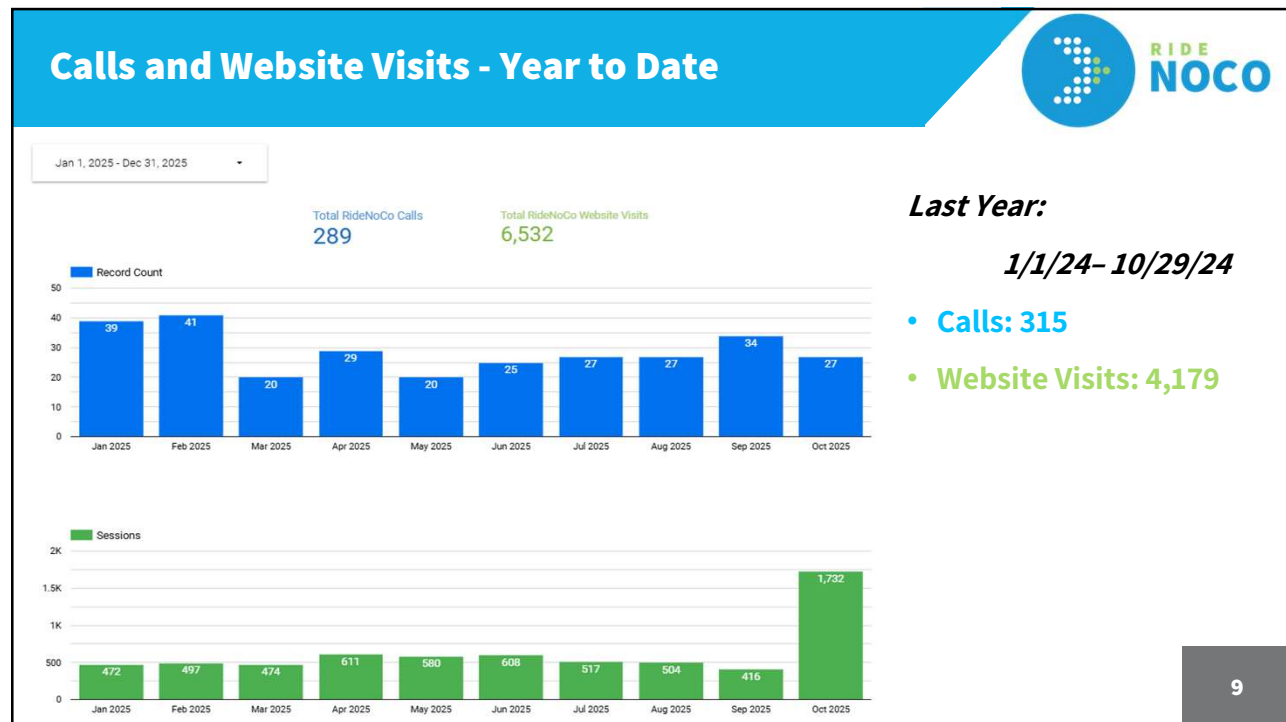 Calls and Website Visits - Year to Date
RIDE
NOCO
Jan 1, 2025 - Dec 31, 2025
Total RideNoCo Calls
289
Total RideNoCo Website Visits
6,532
Record Count
50
40
30
20
10
0
39
41
20
29
20
25
27
27
34
27
Jan 2025
Feb 2025
Mar 2025
Apr 2025
May 2025
Jun 2025
Jul 2025
Aug 2025
Sep 2025
Oct 2025
Sessions
2K
1.5K
1K
500
0
472
497
474
611
580
608
517
504
416
1,732
Jan 2025
Feb 2025
Mar 2025
Apr 2025
May 2025
Jun 2025
Jul 2025
Aug 2025
Sep 2025
Oct 2025
Last Year:
1/1/24– 10/29/24
• Calls: 315
• Website Visits: 4,179
9